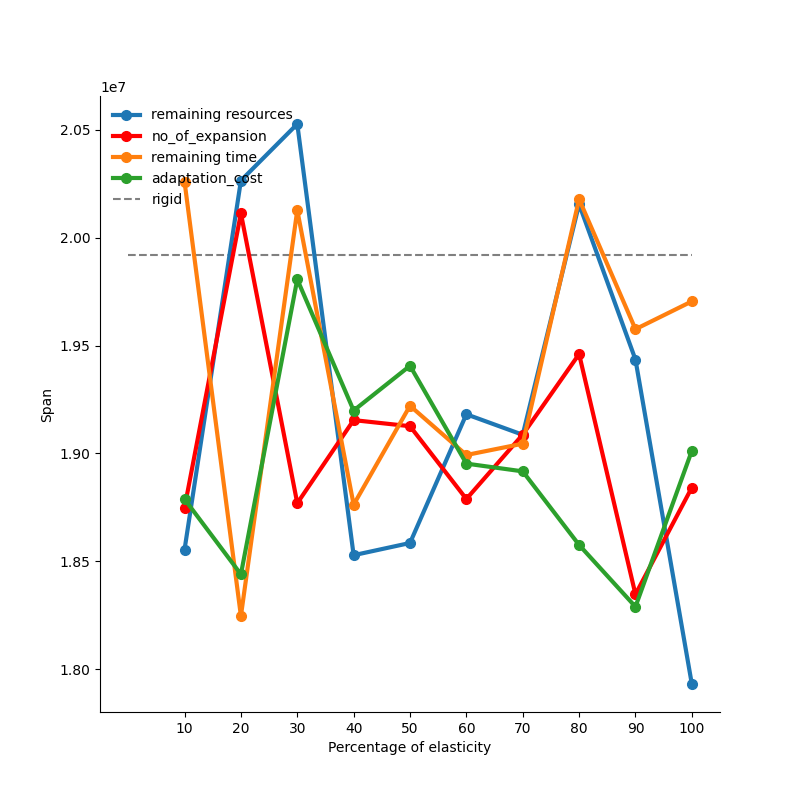 1e7
remaining resources
no_of_expansion
remaining time
adaptation_cost
rigid
2.05
2.00
1.95
1.90
1.85
1.80
Span
10 20 30 40 50 60 70 80 90 100
Percentage of elasticity